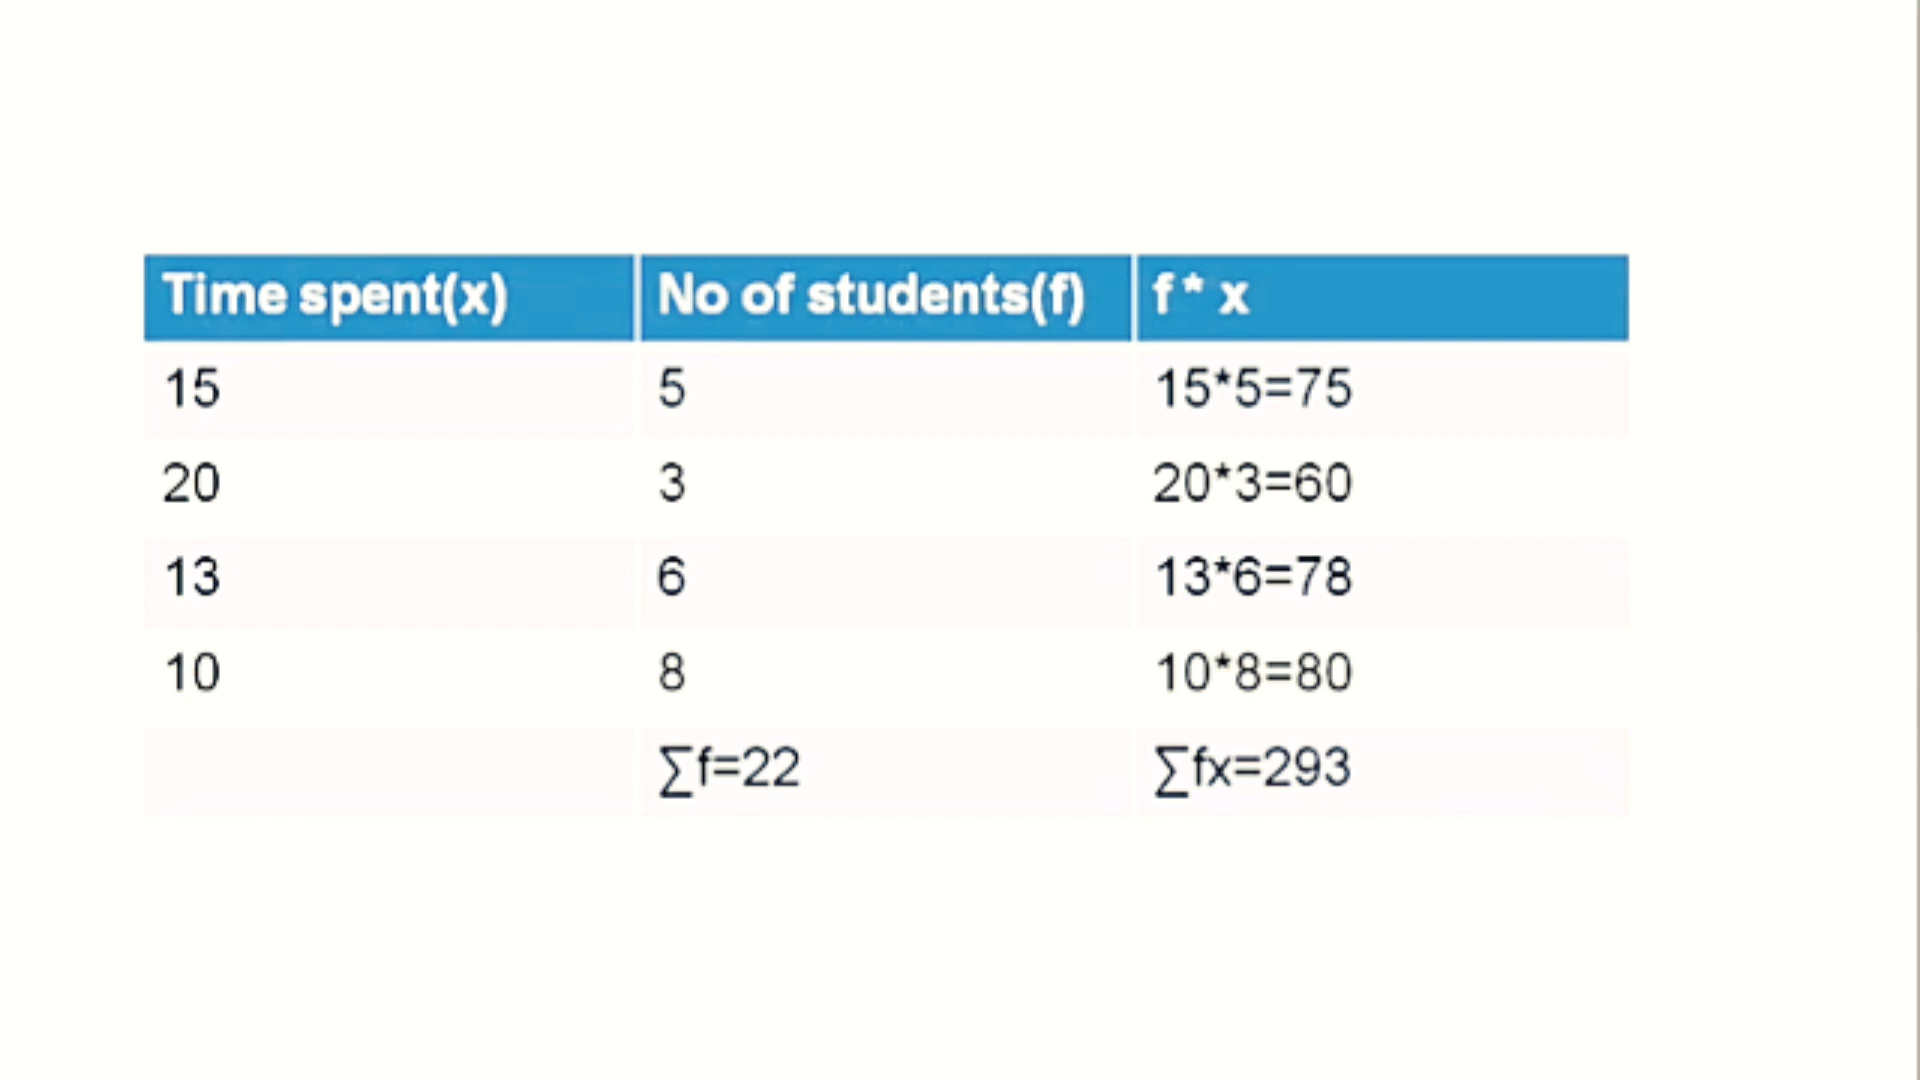 Time spent(x) No of students(f) f * x
15 5 15*5=75
20 3 20*3=60
13 6 13*6=78
10 8 10*8=80
∑f=22 ∑fx=293